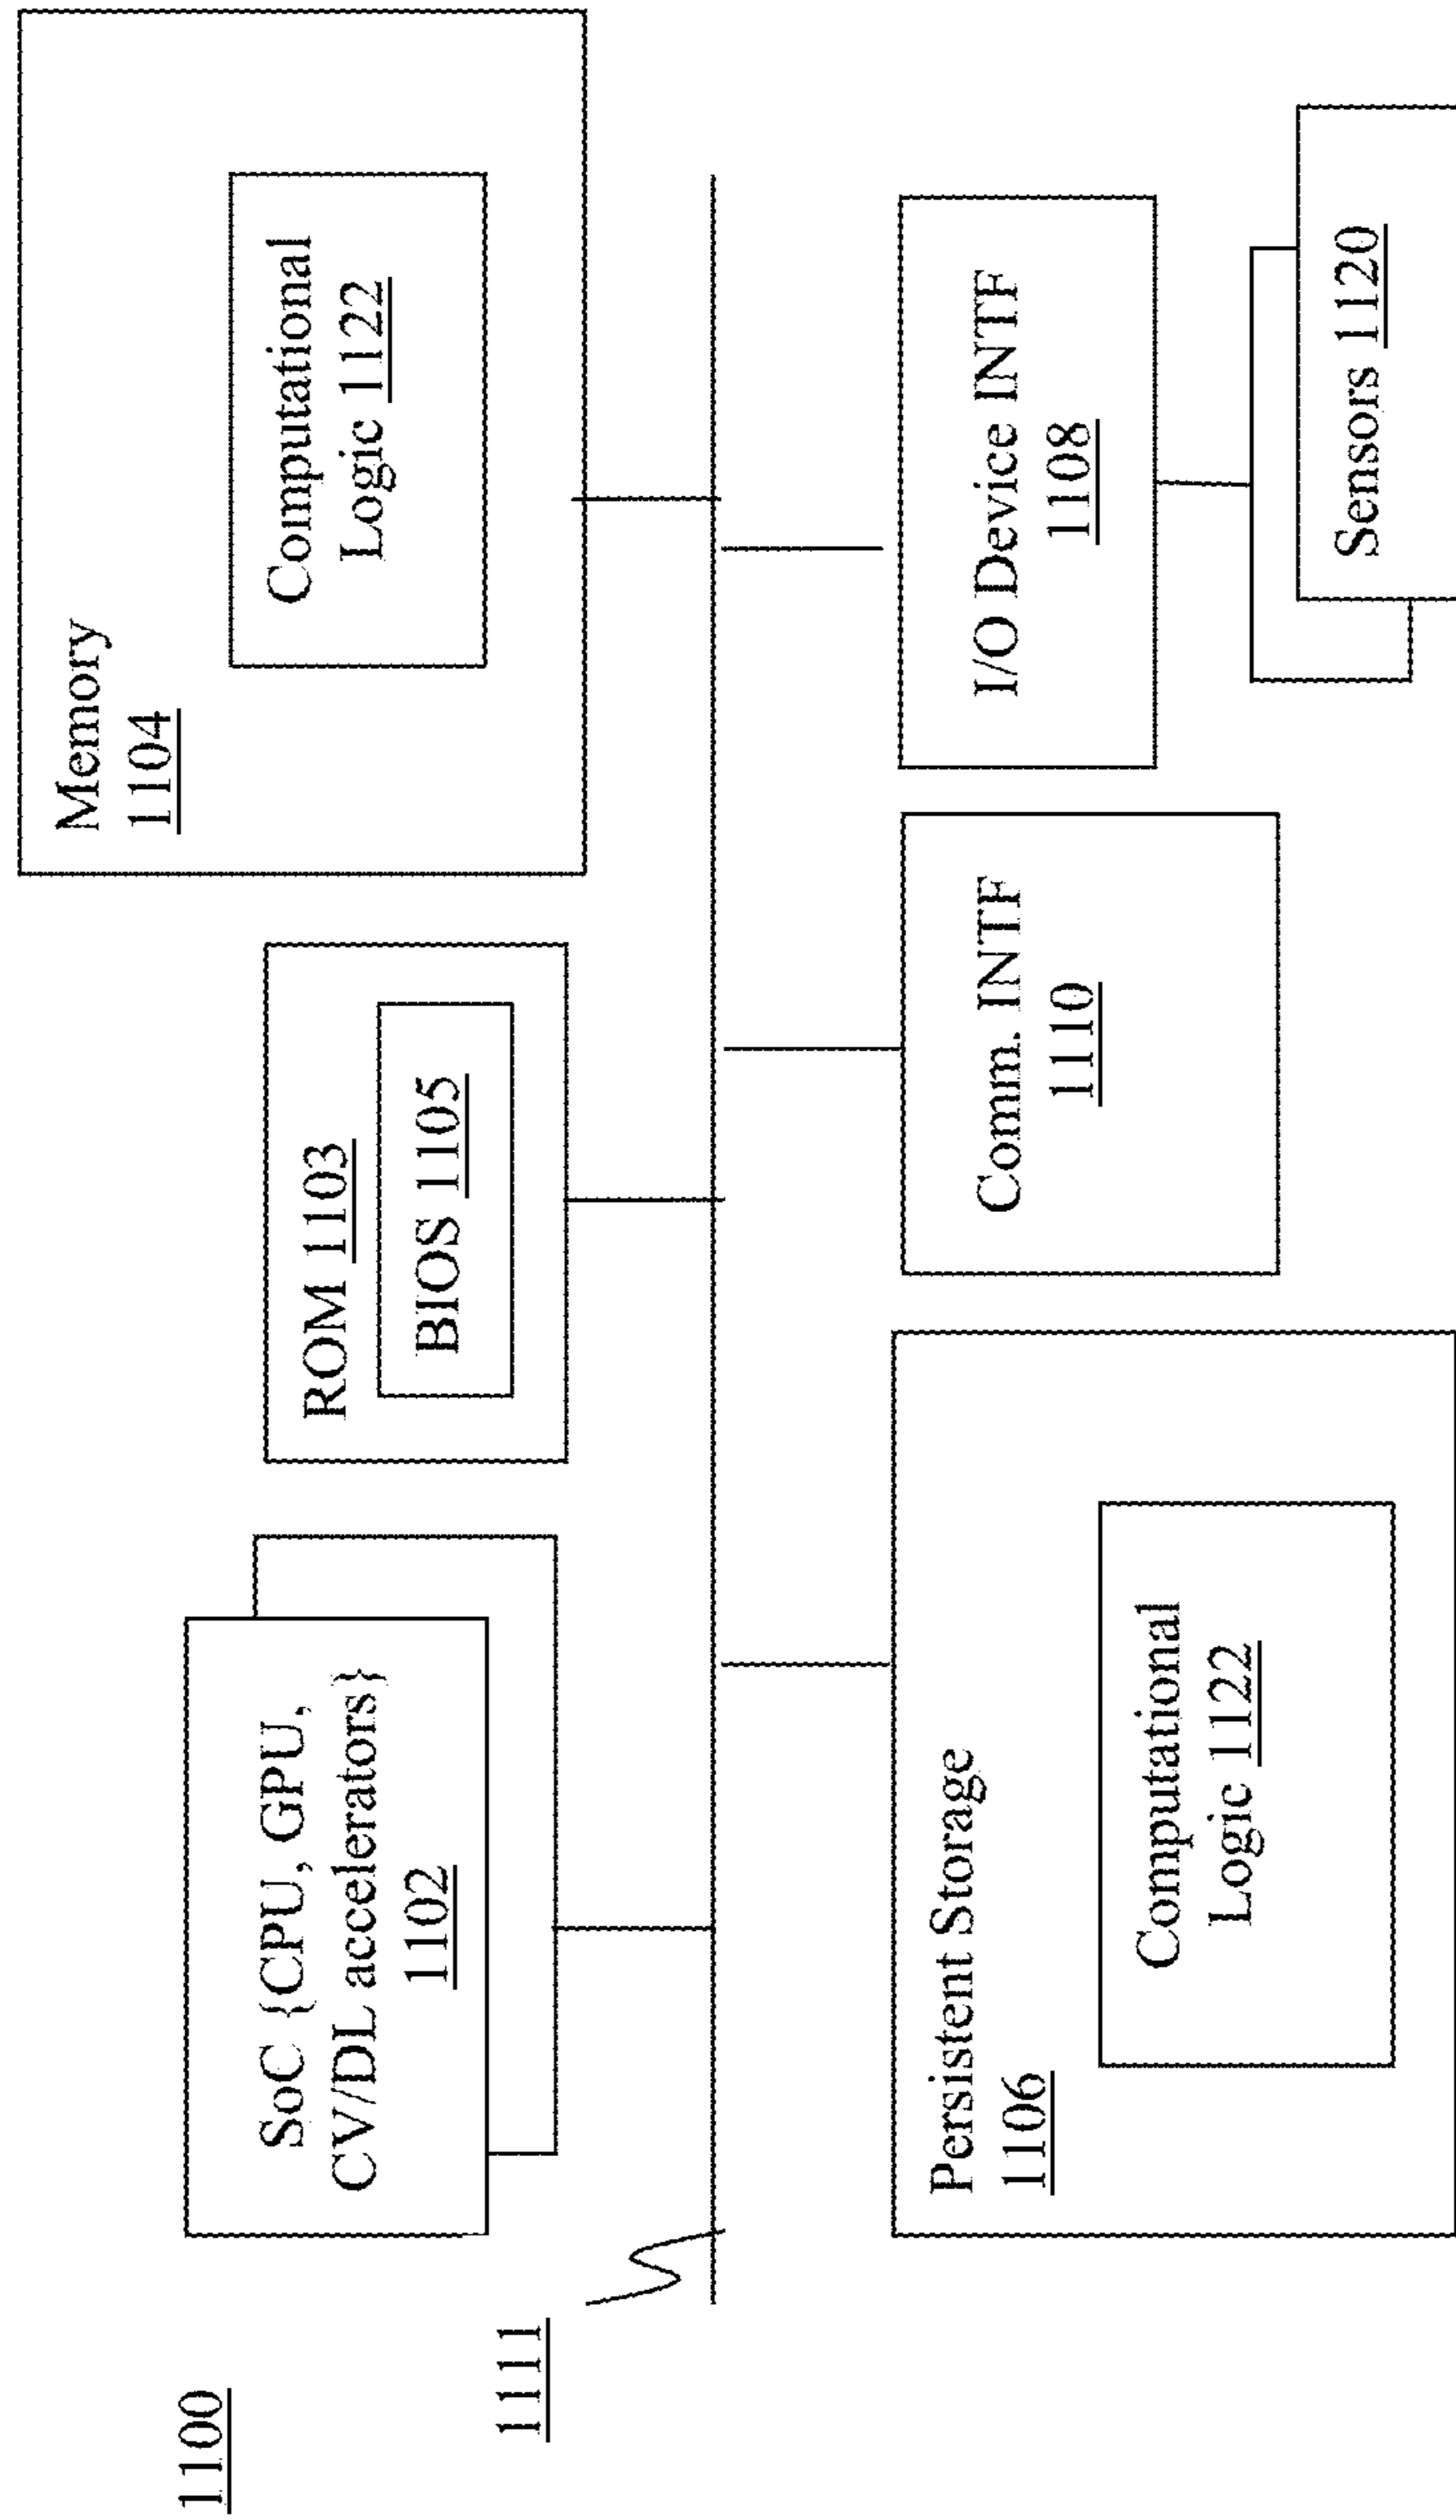 1100
SoC {CPU, GPU,
CV/DL accelerators}
1102
ROM 1103
BIOS 1105
Memory
1104
Computational
Logic 1122
1111
Persistent Storage
1106
Computational
Logic 1122
Comm. INTF
1110
I/O Device INTF
1108
Sensors 1120